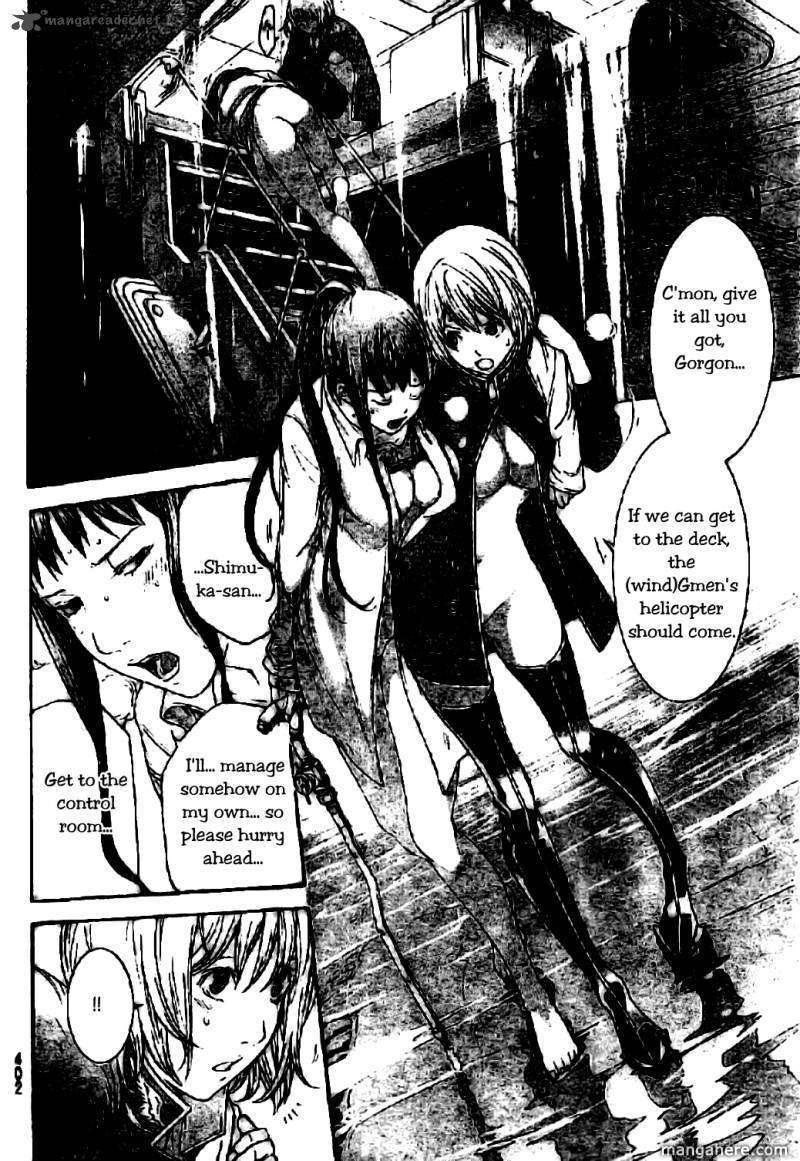 mangareader.net
C'mon, give
it all you
got,
Gorgon...
If we can get
to the deck,
the
(wind)Gmen's
helicopter
should come.
...Shimu-
ka-san...
I'll... manage
somehow on
my own... so
please hurry
ahead...
Get to the
control
room...
!!
402
mangahere.com